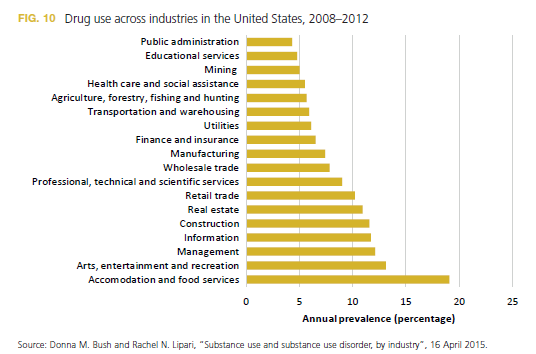 FIG. 10 Drug use across industries in the United States, 2008–2012
Public administration
Educational services
Mining
Health care and social assistance
Agriculture, forestry, fishing and hunting
Transportation and warehousing
Utilities
Finance and insurance
Manufacturing
Wholesale trade
Professional, technical and scientific services
Retail trade
Real estate
Construction
Information
Management
Arts, entertainment and recreation
Accomodation and food services
0 5 10 15 20 25
Annual prevalence (percentage)
Source: Donna M. Bush and Rachel N. Lipari, “Substance use and substance use disorder, by industry”, 16 April 2015.